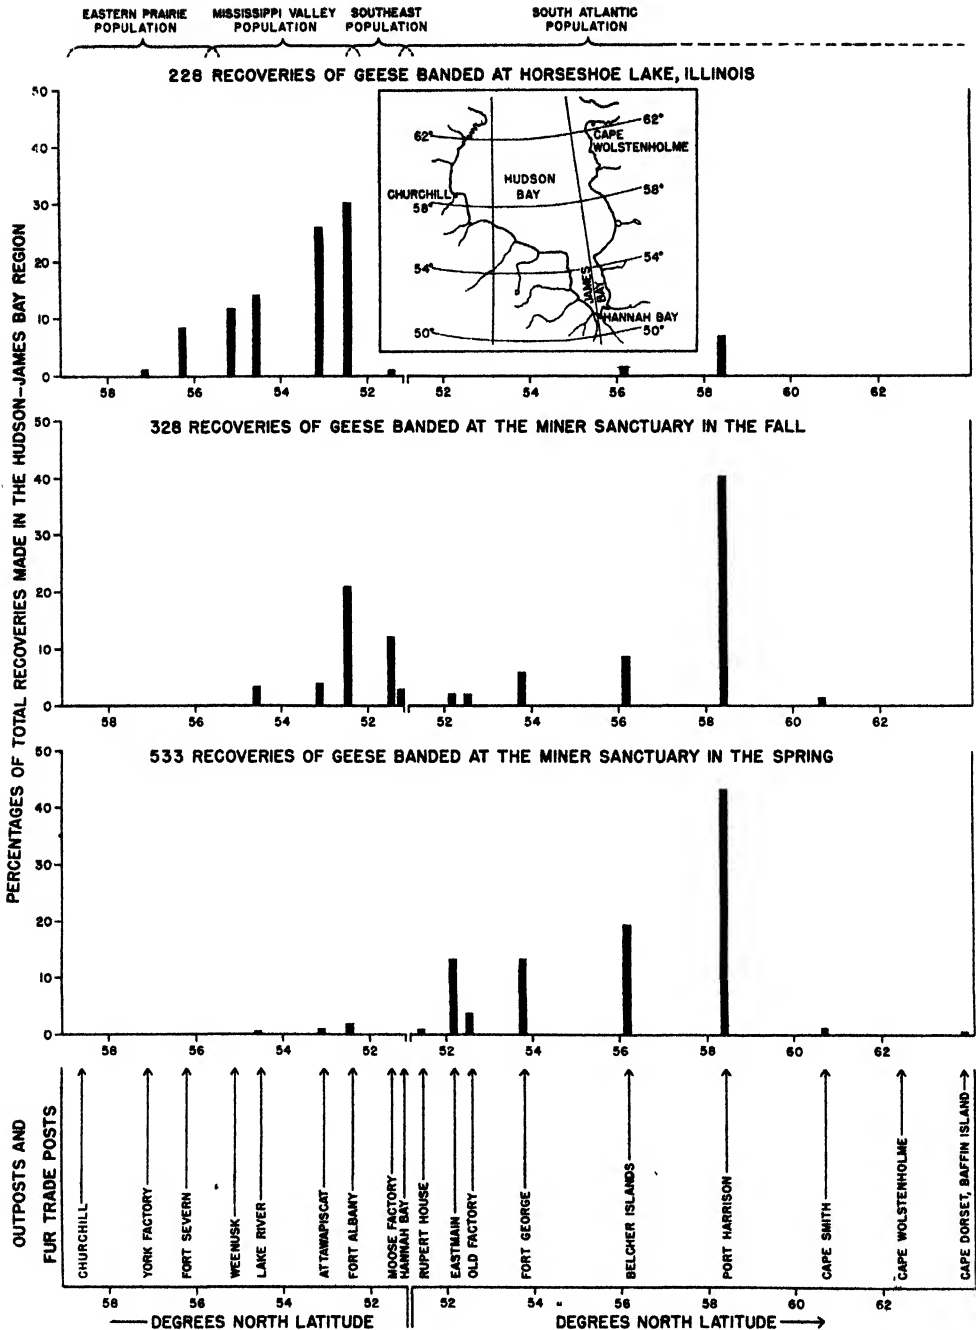 EASTERN PRAIRIE
POPULATION
MISSISSIPPI VALLEY
POPULATION
SOUTHEAST
POPULATION
SOUTH ATLANTIC
POPULATION
228 RECOVERIES OF GEESE BANDED AT HORSESHOE LAKE, ILLINOIS
PERCENTAGES OF TOTAL RECOVERIES MADE IN THE HUDSON–JAMES BAY REGION
50
40
30
20
10
0
62°
62°
CAPE
WOLSTENHOLME
HUDSON
BAY
CHURCHILL
58°
58°
54°
54°
JAMES
BAY
HANNAH BAY
50°
50°
58 56 54 52 52 54 56 58 60 62
328 RECOVERIES OF GEESE BANDED AT THE MINER SANCTUARY IN THE FALL
50
40
30
20
10
0
58 56 54 52 52 54 56 58 60 62
533 RECOVERIES OF GEESE BANDED AT THE MINER SANCTUARY IN THE SPRING
50
40
30
20
10
0
58 56 54 52 52 54 56 58 60 62
OUTPOSTS AND
FUR TRADE POSTS
CHURCHILL
YORK FACTORY
FORT SEVERN
WEENUSK
LAKE RIVER
ATTAWAPISCAT
FORT ALBANY
MOOSE FACTORY
HANNAH BAY
RUPERT HOUSE
EASTMAIN
OLD FACTORY
FORT GEORGE
BELCHER ISLANDS
PORT HARRISON
CAPE SMITH
CAPE WOLSTENHOLME
CAPE DORSET, BAFFIN ISLAND
58 56 54 52 52 54 56 58 60 62
DEGREES NORTH LATITUDE
DEGREES NORTH LATITUDE